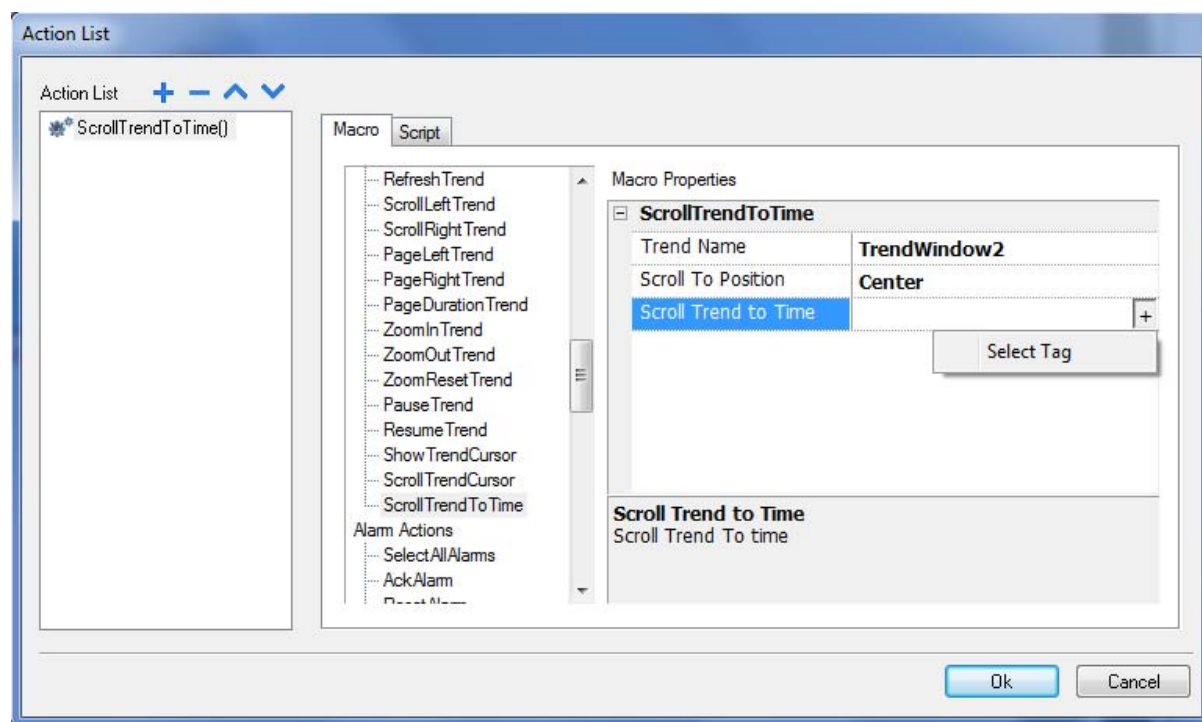 Action List
Action List
ScrollTrendToTime()
Macro
Script
RefreshTrend
ScrollLeftTrend
ScrollRightTrend
PageLeftTrend
PageRightTrend
PageDurationTrend
ZoomInTrend
ZoomOutTrend
ZoomResetTrend
PauseTrend
ResumeTrend
ShowTrendCursor
ScrollTrendCursor
ScrollTrendToTime
Alarm Actions
SelectAllAlarms
AckAlarm
Macro Properties
ScrollTrendToTime
Trend Name TrendWindow2
Scroll To Position Center
Scroll Trend to Time +
Select Tag
Scroll Trend to Time
Scroll Trend To time
Ok
Cancel